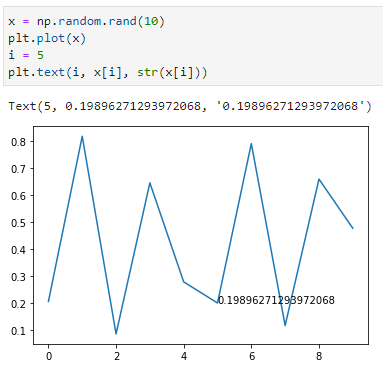 x = np.random.rand(10)
plt.plot(x)
i = 5
plt.text(i, x[i], str(x[i]))
Text(5, 0.19896271293972068, '0.19896271293972068')
0.8
0.7
0.6
0.5
0.4
0.3
0.2
0.1
0.19896271293972068
0 2 4 6 8